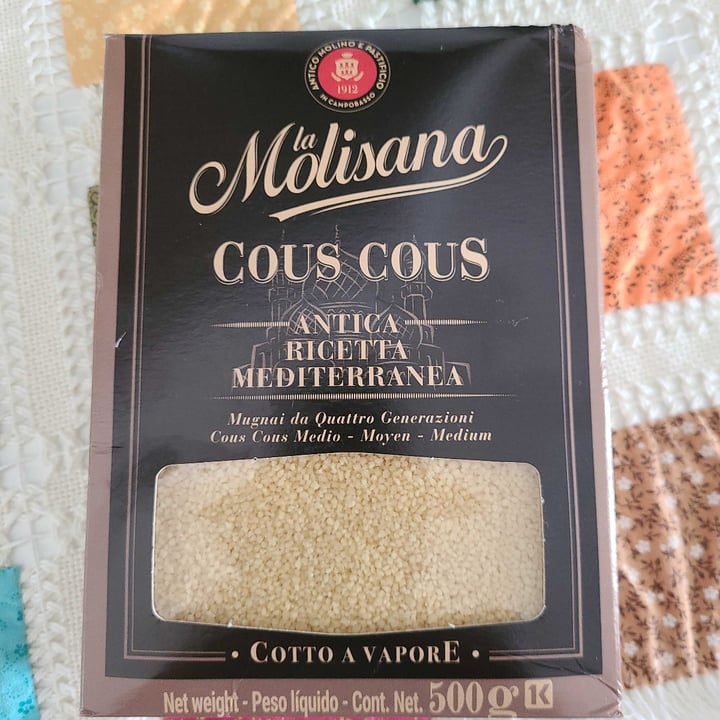 ANTICO MOLINO E PASTIFICIO
1912
IN CAMPOBASSO
la
Molisana
COUS COUS
ANTICA
RICETTA
MEDITERRANEA
Mugnai da Quattro Generazioni
Cous Cous Medio - Moyen - Medium
• COTTO A VAPORE •
Net weight - Peso líquido - Cont. Net. 500 g K